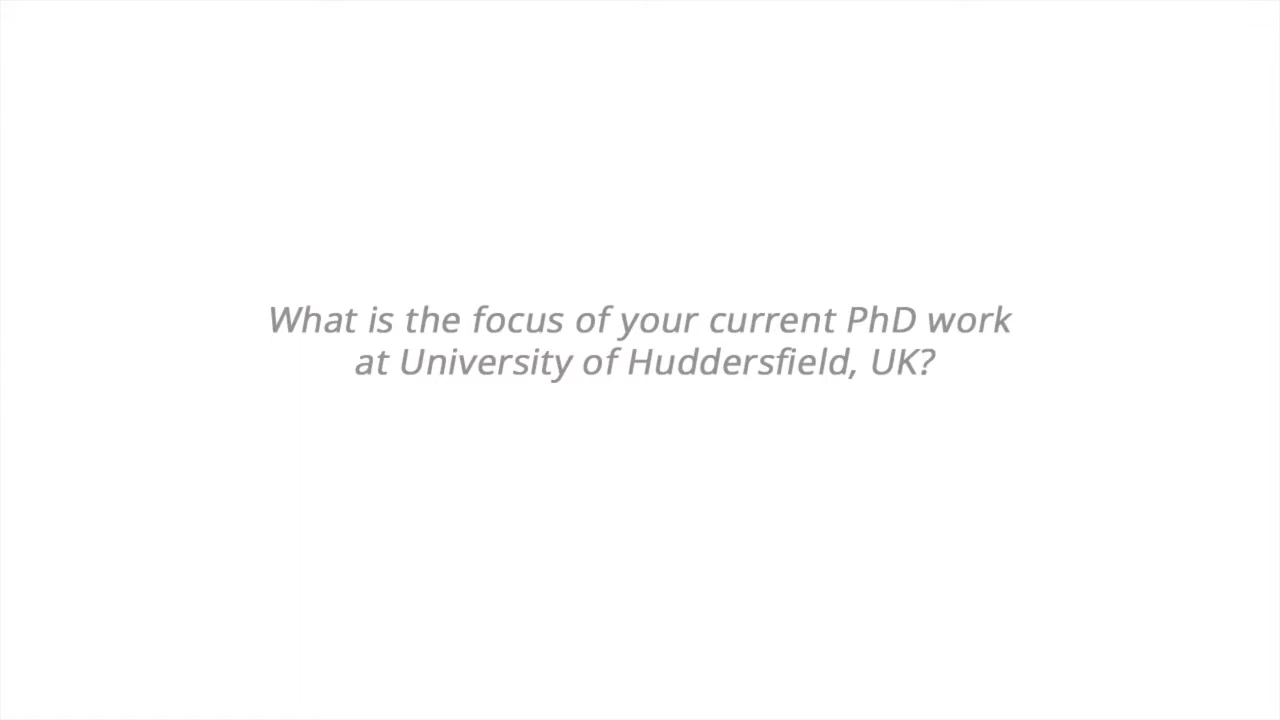 What is the focus of your current PhD work
at University of Huddersfield, UK?